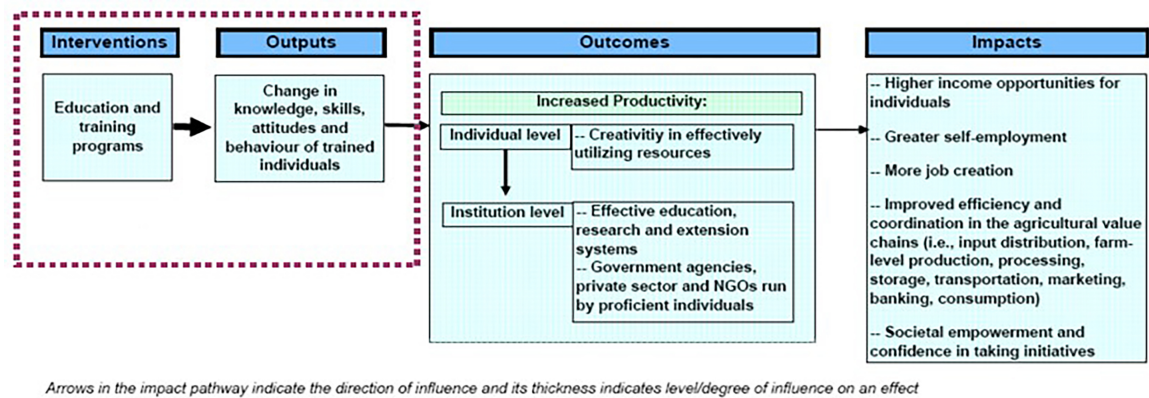 Interventions
Outputs
Outcomes
Impacts
Education and
training
programs
Change in
knowledge, skills,
attitudes and
behaviour of trained
individuals
Increased Productivity:
Individual level
-- Creativitiy in effectively
utilizing resources
Institution level
-- Effective education,
research and extension
systems
-- Government agencies,
private sector and NGOs run
by proficient individuals
-- Higher income opportunities for
individuals
-- Greater self-employment
-- More job creation
-- Improved efficiency and
coordination in the agricultural value
chains (i.e., input distribution, farm-
level production, processing,
storage, transportation, marketing,
banking, consumption)
-- Societal empowerment and
confidence in taking initiatives
Arrows in the impact pathway indicate the direction of influence and its thickness indicates level/degree of influence on an effect